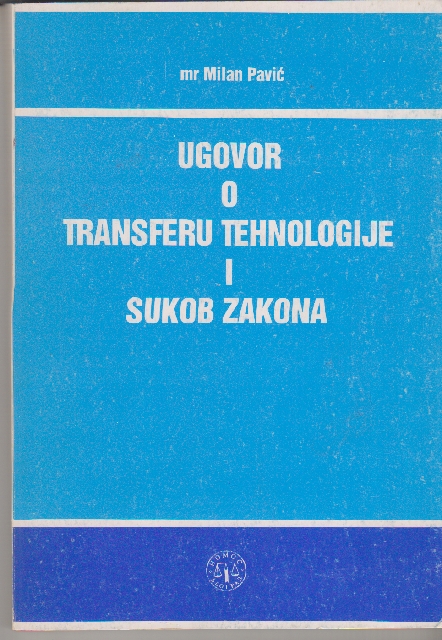 mr Milan Pavić
UGOVOR
O
TRANSFERU TEHNOLOGIJE
I
SUKOB ZAKONA